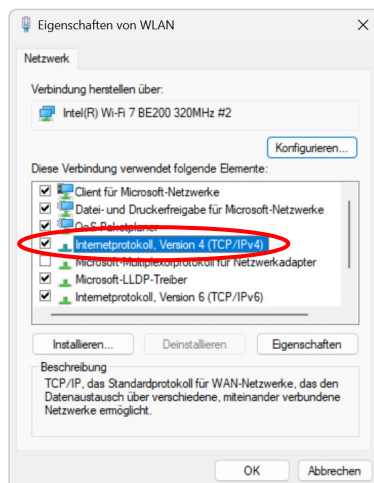 Eigenschaften von WLAN
Netzwerk
Verbindung herstellen über:
Intel(R) Wi-Fi 7 BE200 320MHz #2
Konfigurieren...
Diese Verbindung verwendet folgende Elemente:
Client für Microsoft-Netzwerke
Datei- und Druckerfreigabe für Microsoft-Netzwerke
QoS-Paketplaner
Internetprotokoll, Version 4 (TCP/IPv4)
Microsoft-Multiplexorprotokoll für Netzwerkadapter
Microsoft-LLDP-Treiber
Internetprotokoll, Version 6 (TCP/IPv6)
Installieren... Deinstallieren Eigenschaften
Beschreibung
TCP/IP, das Standardprotokoll für WAN-Netzwerke, das den
Datenaustausch über verschiedene, miteinander verbundene
Netzwerke ermöglicht.
OK Abbrechen